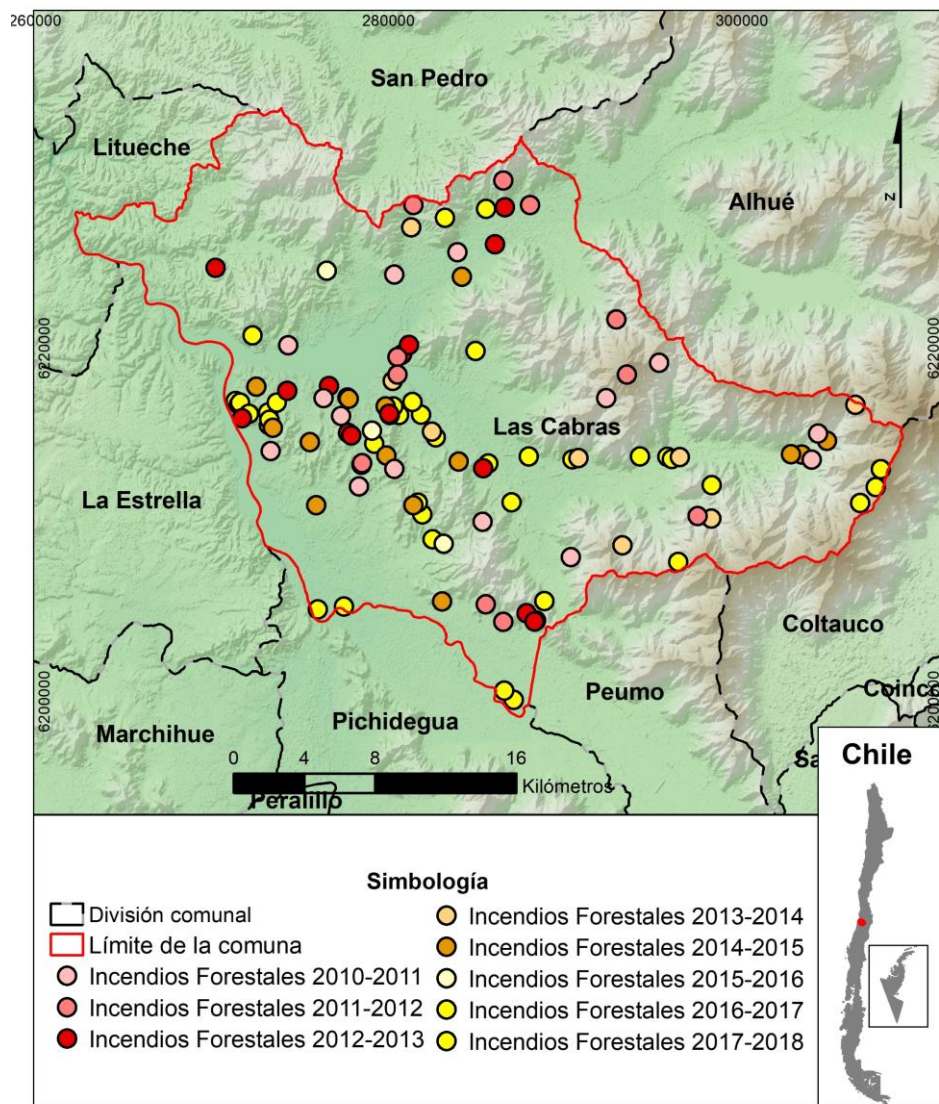 260000
280000
300000
San Pedro
Litueche
Alhué
N
6220000
6220000
Las Cabras
La Estrella
Coltauco
Coinco
6200000
6200000
Peumo
Pichidegua
Marchihue
Sa
0 4 8 16
Kilómetros
Peralillo
Chile
Simbología
División comunal
Límite de la comuna
Incendios Forestales 2010-2011
Incendios Forestales 2011-2012
Incendios Forestales 2012-2013
Incendios Forestales 2013-2014
Incendios Forestales 2014-2015
Incendios Forestales 2015-2016
Incendios Forestales 2016-2017
Incendios Forestales 2017-2018